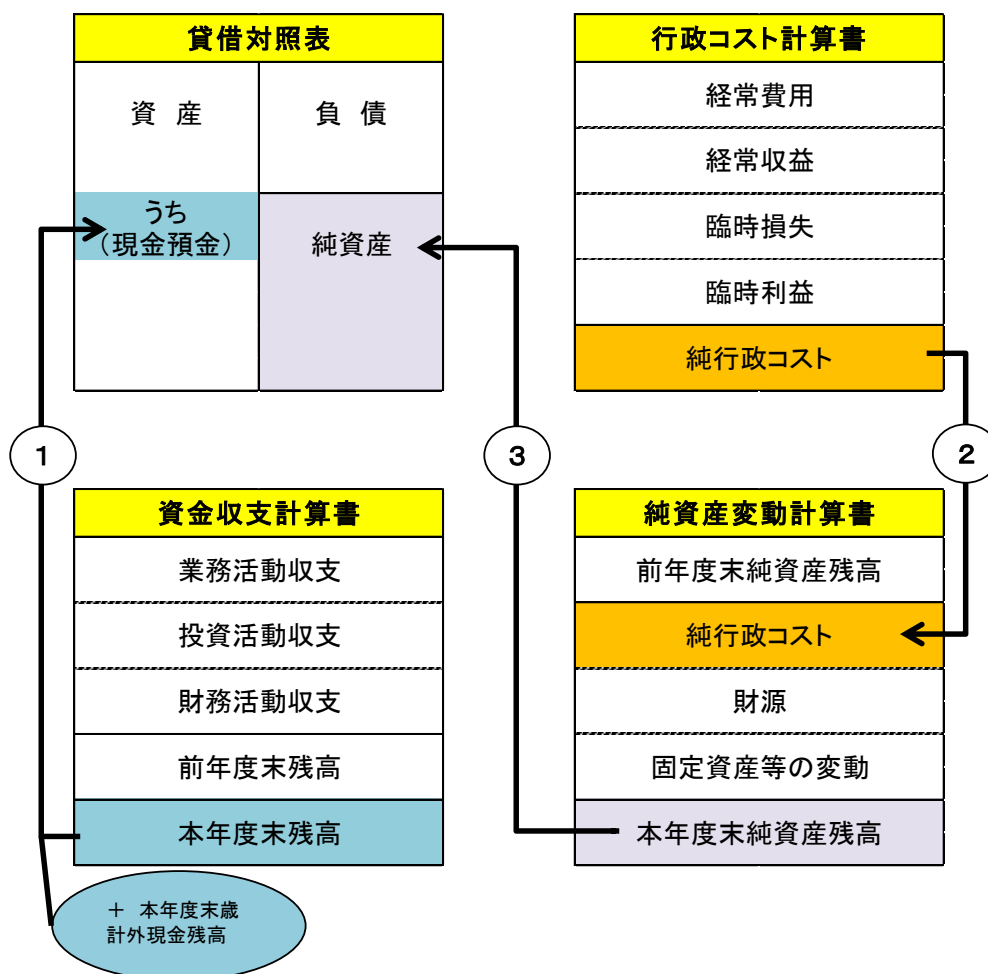 貸借対照表
資 産
負 債
うち
(現金預金)
純資産
行政コスト計算書
経常費用
経常収益
臨時損失
臨時利益
純行政コスト
1
3
2
資金収支計算書
業務活動収支
投資活動収支
財務活動収支
前年度末残高
本年度末残高
+ 本年度末歳
計外現金残高
純資産変動計算書
前年度末純資産残高
純行政コスト
財源
固定資産等の変動
本年度末純資産残高